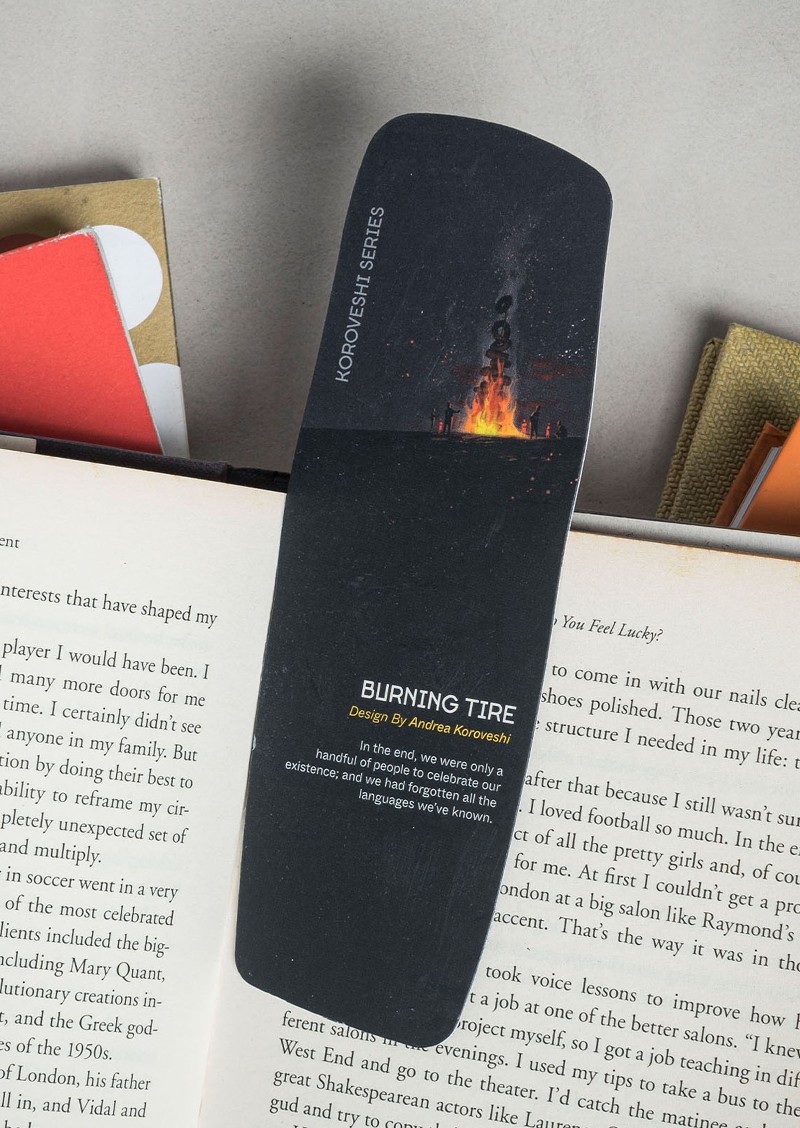 KOROVESHI SERIES
BURNING TIRE
Design By Andrea Koroveshi
In the end, we were only a
handful of people to celebrate our
existence; and we had forgotten all the
languages we've known.
interests that have shaped my
player I would have been. I
many more doors for me
time. I certainly didn't see
anyone in my family. But
tion by doing their best to
ability to reframe my cir-
pletely unexpected set of
and multiply.
in soccer went in a very
of the most celebrated
clients included the big-
including Mary Quant,
lutionary creations in-
t, and the Greek god-
es of the 1950s.
of London, his father
ll in, and Vidal and
You Feel Lucky?
to come in with our nails clea
shoes polished. Those two year
structure I needed in my life: t
after that because I still wasn't sur
. I loved football so much. In the e
ct of all the pretty girls and, of cou
for me. At first I couldn't get a pro
ondon at a big salon like Raymond's
accent. That's the way it was in tho
took voice lessons to improve how
t a job at one of the better salons. "I knew
ferent salons in the evenings. I used my tips to take a bus to the
project myself, so I got a job teaching in dif
West End and go to the theater. I'd catch the matinee
great Shakespearean actors like
gud and try to copy